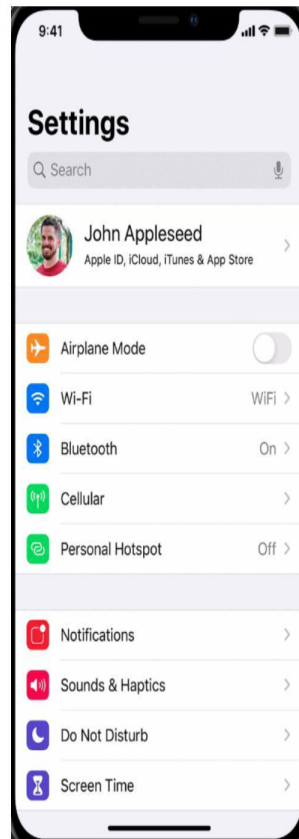 9:41
Settings
Search
John Appleseed
Apple ID, iCloud, iTunes & App Store
Airplane Mode
Wi-Fi WiFi
Bluetooth On
Cellular
Personal Hotspot Off
Notifications
Sounds & Haptics
Do Not Disturb
Screen Time